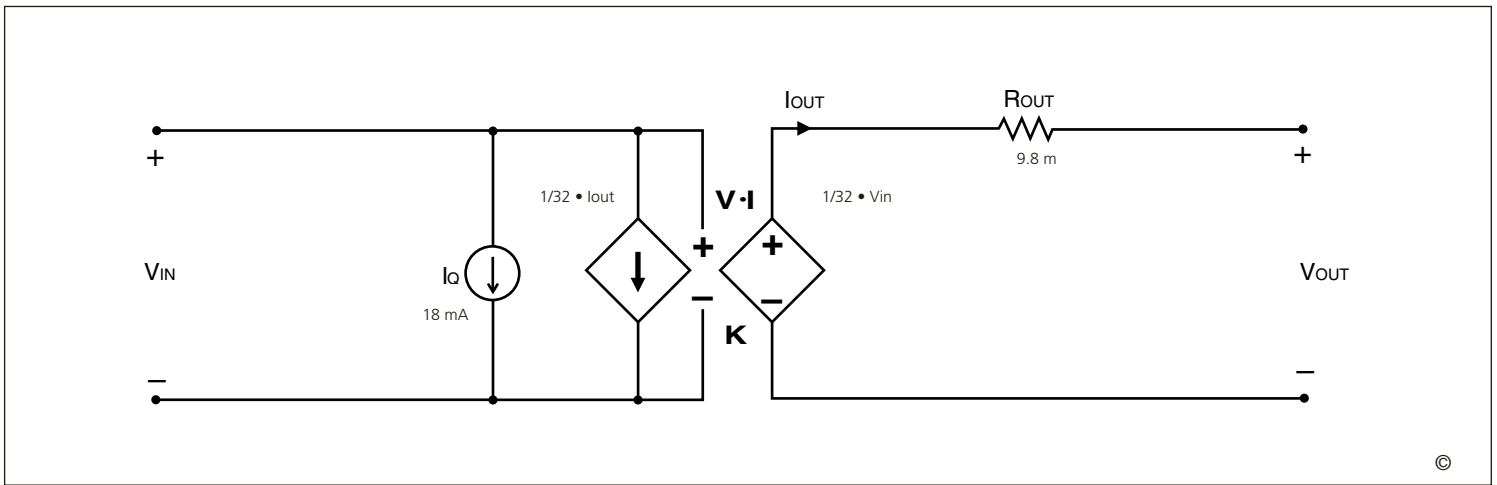 IOUT
ROUT
+
+
9.8 m
1/32 • Iout
V•I
1/32 • Vin
+
+
VIN
IQ
VOUT
–
–
18 mA
K
–
–
©